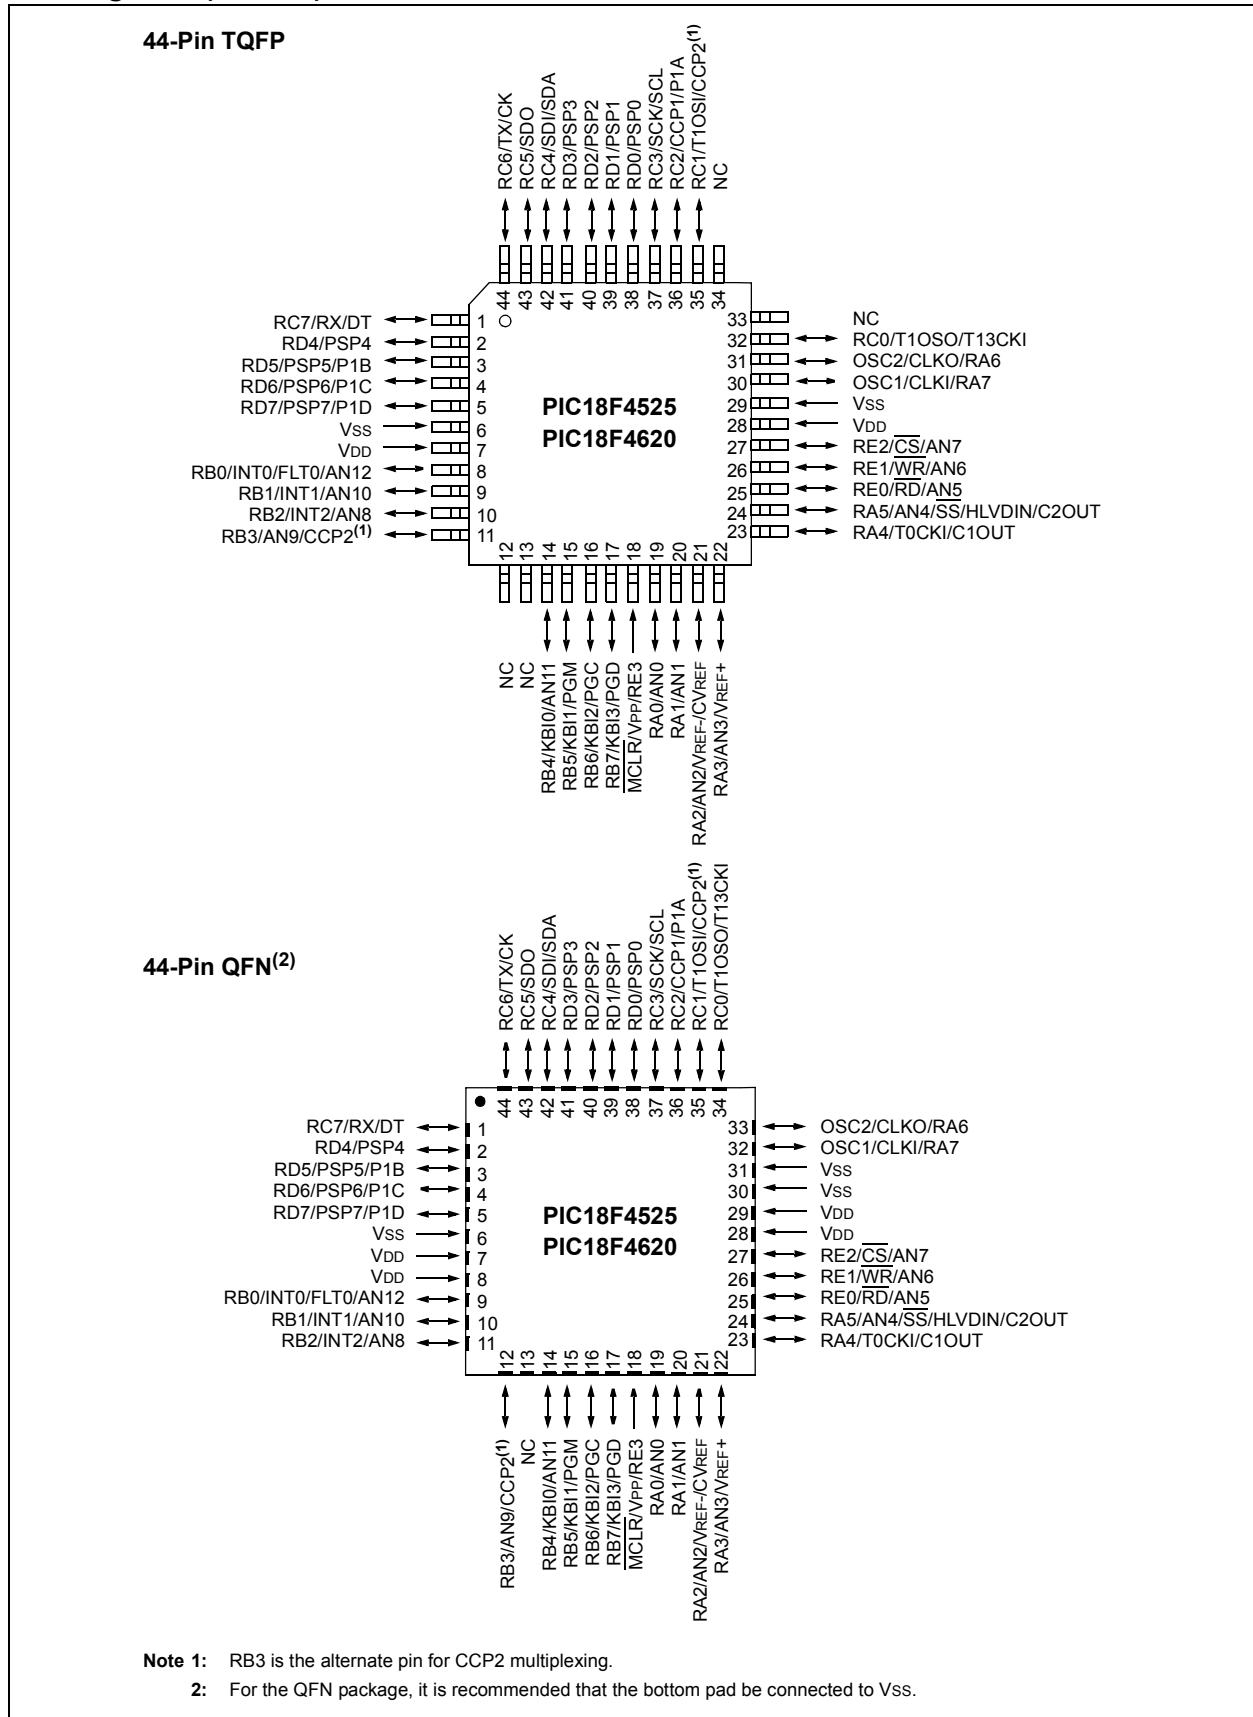 44-Pin TQFP
RC6/TX/CK
RC5/SDO
RC4/SDI/SDA
RD3/PSP3
RD2/PSP2
RD1/PSP1
RD0/PSP0
RC3/SCK/SCL
RC2/CCP1/P1A
RC1/T1OSI/CCP2(1)
NC
44
43
42
41
40
39
38
37
36
35
34
RC7/RX/DT 1
RD4/PSP4 2
RD5/PSP5/P1B 3
RD6/PSP6/P1C 4
RD7/PSP7/P1D 5
VSS 6
VDD 7
RB0/INT0/FLT0/AN12 8
RB1/INT1/AN10 9
RB2/INT2/AN8 10
RB3/AN9/CCP2(1) 11
PIC18F4525
PIC18F4620
33 NC
32 RC0/T1OSO/T13CKI
31 OSC2/CLKO/RA6
30 OSC1/CLKI/RA7
29 VSS
28 VDD
27 RE2/CS/AN7
26 RE1/WR/AN6
25 RE0/RD/AN5
24 RA5/AN4/SS/HLVDIN/C2OUT
23 RA4/T0CKI/C1OUT
12
13
14
15
16
17
18
19
20
21
22
NC
NC
RB4/KBI0/AN11
RB5/KBI1/PGM
RB6/KBI2/PGC
RB7/KBI3/PGD
MCLR/VPP/RE3
RA0/AN0
RA1/AN1
RA2/AN2/VREF-/CVREF
RA3/AN3/VREF+
44-Pin QFN(2)
RC6/TX/CK
RC5/SDO
RC4/SDI/SDA
RD3/PSP3
RD2/PSP2
RD1/PSP1
RD0/PSP0
RC3/SCK/SCL
RC2/CCP1/P1A
RC1/T1OSI/CCP2(1)
RC0/T1OSO/T13CKI
44
43
42
41
40
39
38
37
36
35
34
RC7/RX/DT 1
RD4/PSP4 2
RD5/PSP5/P1B 3
RD6/PSP6/P1C 4
RD7/PSP7/P1D 5
VSS 6
VDD 7
VDD 8
RB0/INT0/FLT0/AN12 9
RB1/INT1/AN10 10
RB2/INT2/AN8 11
PIC18F4525
PIC18F4620
33 OSC2/CLKO/RA6
32 OSC1/CLKI/RA7
31 VSS
30 VSS
29 VDD
28 VDD
27 RE2/CS/AN7
26 RE1/WR/AN6
25 RE0/RD/AN5
24 RA5/AN4/SS/HLVDIN/C2OUT
23 RA4/T0CKI/C1OUT
12
13
14
15
16
17
18
19
20
21
22
RB3/AN9/CCP2(1)
NC
RB4/KBI0/AN11
RB5/KBI1/PGM
RB6/KBI2/PGC
RB7/KBI3/PGD
MCLR/VPP/RE3
RA0/AN0
RA1/AN1
RA2/AN2/VREF-/CVREF
RA3/AN3/VREF+
Note 1: RB3 is the alternate pin for CCP2 multiplexing.
2: For the QFN package, it is recommended that the bottom pad be connected to VSS.